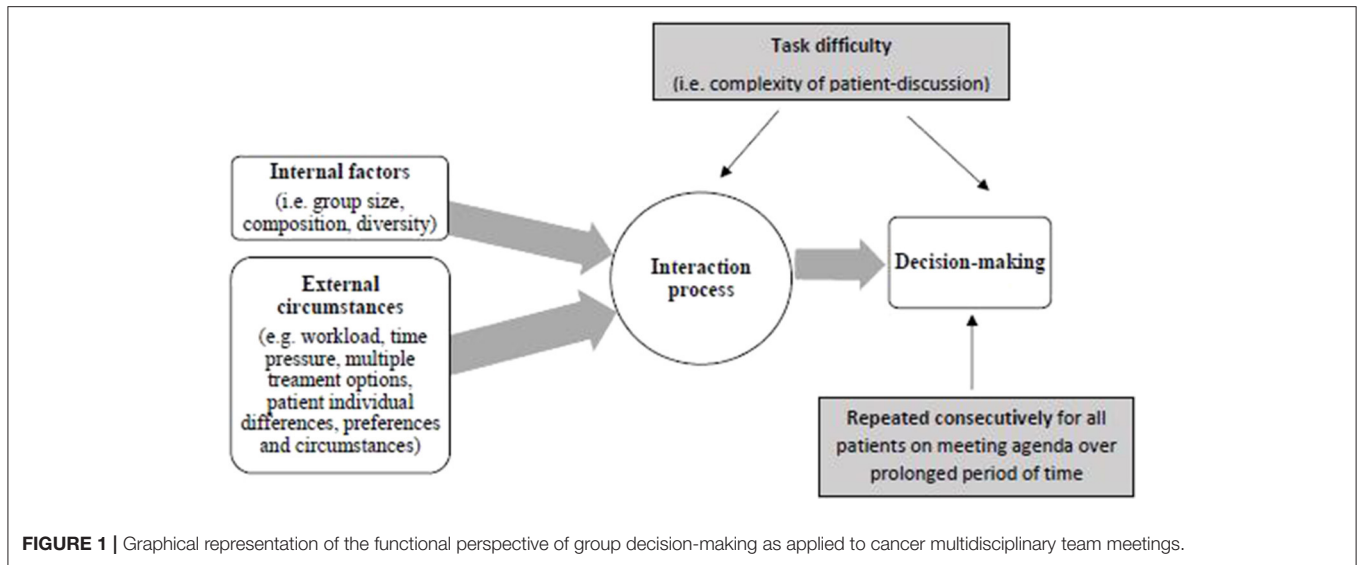 Task difficulty
(i.e. complexity of patient-discussion)
Internal factors
(i.e. group size,
composition, diversity)
External
circumstances
(e.g. workload, time
pressure, multiple
treament options,
patient individual
differences, preferences
and circumstances)
Interaction
process
Decision-making
Repeated consecutively for all
patients on meeting agenda over
prolonged period of time
FIGURE 1 | Graphical representation of the functional perspective of group decision-making as applied to cancer multidisciplinary team meetings.